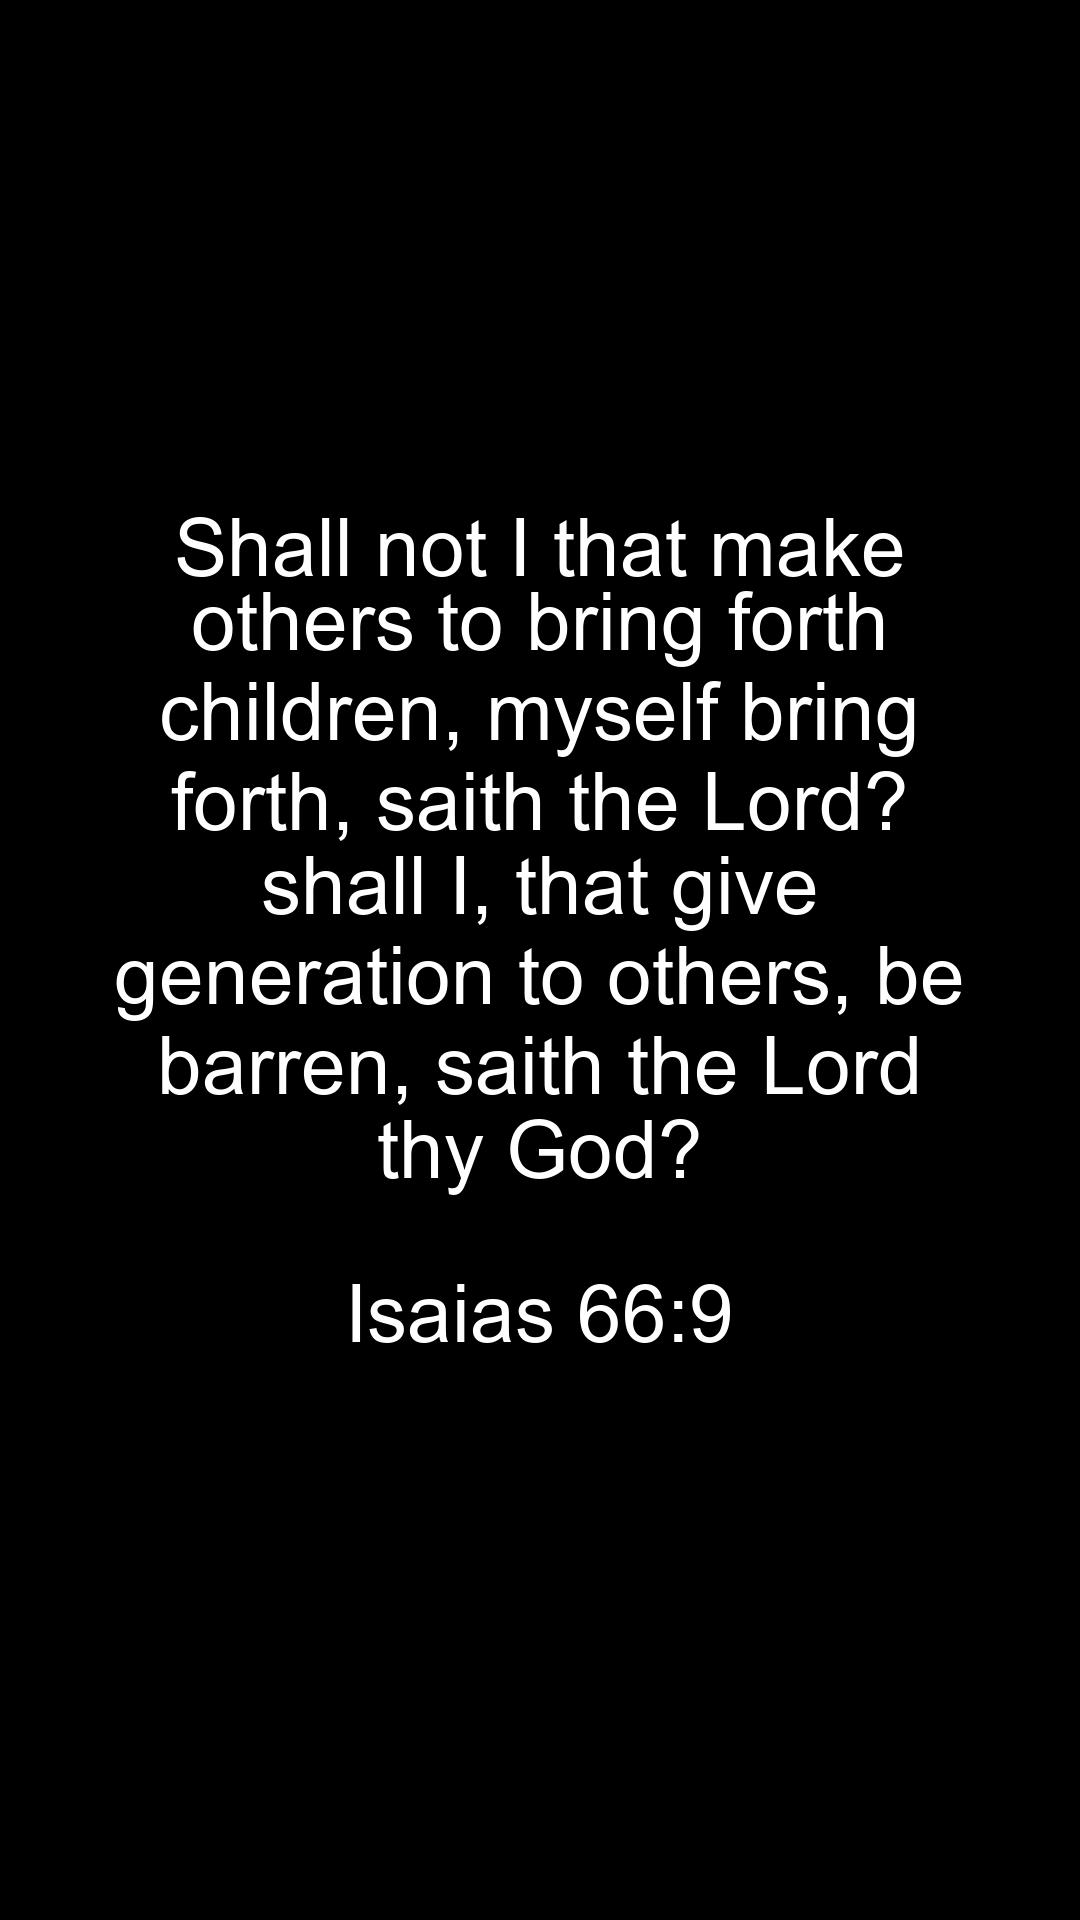 Shall not I that make
others to bring forth
children, myself bring
forth, saith the Lord?
shall I, that give
generation to others, be
barren, saith the Lord
thy God?
Isaias 66:9